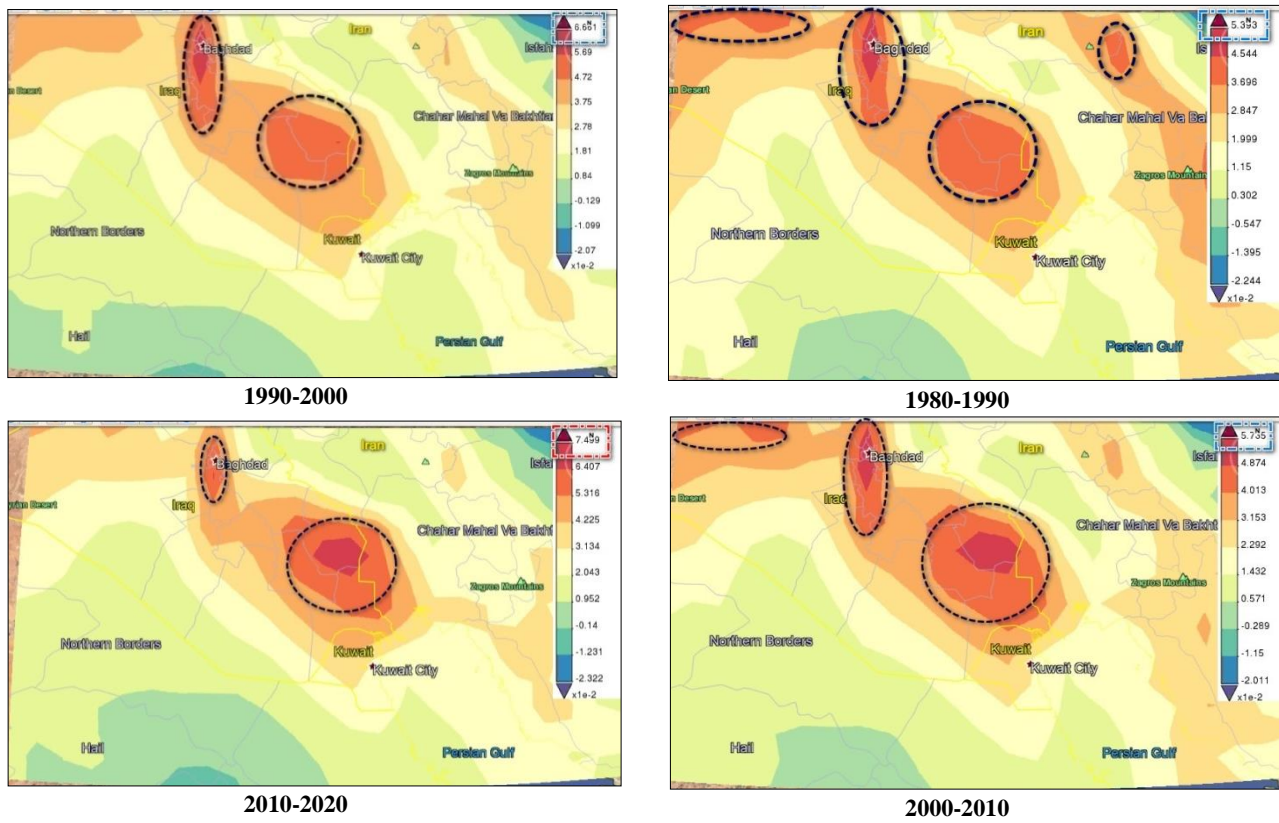 Iran
Baghdad
Isfah
Iraq
Chahar Mahal Va Bakhtiar
Zagros Mountains
Northern Borders
Kuwait
Kuwait City
Hail
Persian Gulf
N
6.661
5.69
4.72
3.75
2.78
1.81
0.84
-0.129
-1.099
-2.07
x1e-2
1990-2000
Iran
Baghdad
Is
Iraq
Chahar Mahal Va Ba
Zagros Mountain
Northern Borders
Kuwait
Kuwait City
Hail
Persian Gulf
N
5.393
4.544
3.696
2.847
1.999
1.15
0.302
-0.547
-1.395
-2.244
x1e-2
1980-1990
Iran
Baghdad
Isfa
yrian Desert
Iraq
Chahar Mahal Va Bakht
Zagros Mountains
Northern Borders
Kuwait
Kuwait City
Hail
Persian Gulf
N
7.499
6.407
5.316
4.225
3.134
2.043
0.952
-0.14
-1.231
-2.322
x1e-2
2010-2020
Iran
Baghdad
Isfa
an Desert
Iraq
Chahar Mahal Va Bakht
Zagros Mountains
Northern Borders
Kuwait
Kuwait City
Hail
Persian Gulf
N
5.735
4.874
4.013
3.153
2.292
1.432
0.571
-0.289
-1.15
-2.011
x1e-2
2000-2010